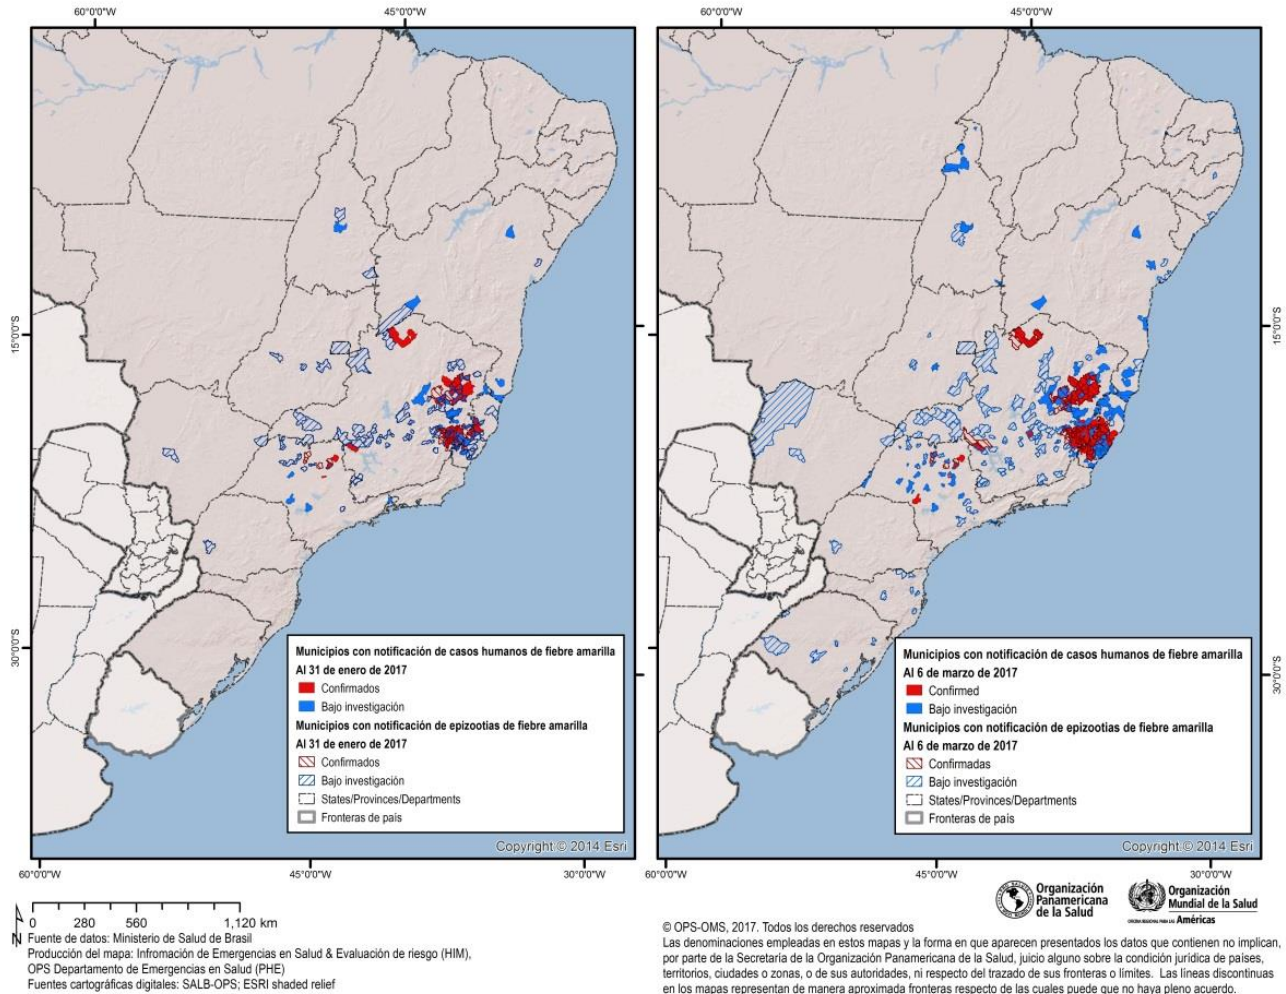 60°0'0"W
45°0'0"W
60°0'0"W
45°0'0"W
15°0'0"S
15°0'0"S
30°0'0"S
30°0'0"S
Municipios con notificación de casos humanos de fiebre amarilla
Al 31 de enero de 2017
Confirmados
Bajo investigación
Municipios con notificación de epizootias de fiebre amarilla
Al 31 de enero de 2017
Confirmados
Bajo investigación
States/Provinces/Departments
Fronteras de país
Copyright:© 2014 Esri
Municipios con notificación de casos humanos de fiebre amarilla
Al 6 de marzo de 2017
Confirmed
Bajo investigación
Municipios con notificación de epizootias de fiebre amarilla
Al 6 de marzo de 2017
Confirmadas
Bajo investigación
States/Provinces/Departments
Fronteras de país
Copyright:© 2014 Esri
60°0'0"W
45°0'0"W
30°0'0"W
60°0'0"W
45°0'0"W
30°0'0"W
N
0 280 560 1,120 km
Fuente de datos: Ministerio de Salud de Brasil
Producción del mapa: Infromación de Emergencias en Salud & Evaluación de riesgo (HIM),
OPS Departamento de Emergencias en Salud (PHE)
Fuentes cartográficas digitales: SALB-OPS; ESRI shaded relief
Organización
Panamericana
de la Salud
Organización
Mundial de la Salud
OFICINA REGIONAL PARA LAS Américas
© OPS-OMS, 2017. Todos los derechos reservados
Las denominaciones empleadas en estos mapas y la forma en que aparecen presentados los datos que contienen no implican,
por parte de la Secretaría de la Organización Panamericana de la Salud, juicio alguno sobre la condición jurídica de países,
territorios, ciudades o zonas, o de sus autoridades, ni respecto del trazado de sus fronteras o límites. Las líneas discontinuas
en los mapas representan de manera aproximada fronteras respecto de las cuales puede que no haya pleno acuerdo.